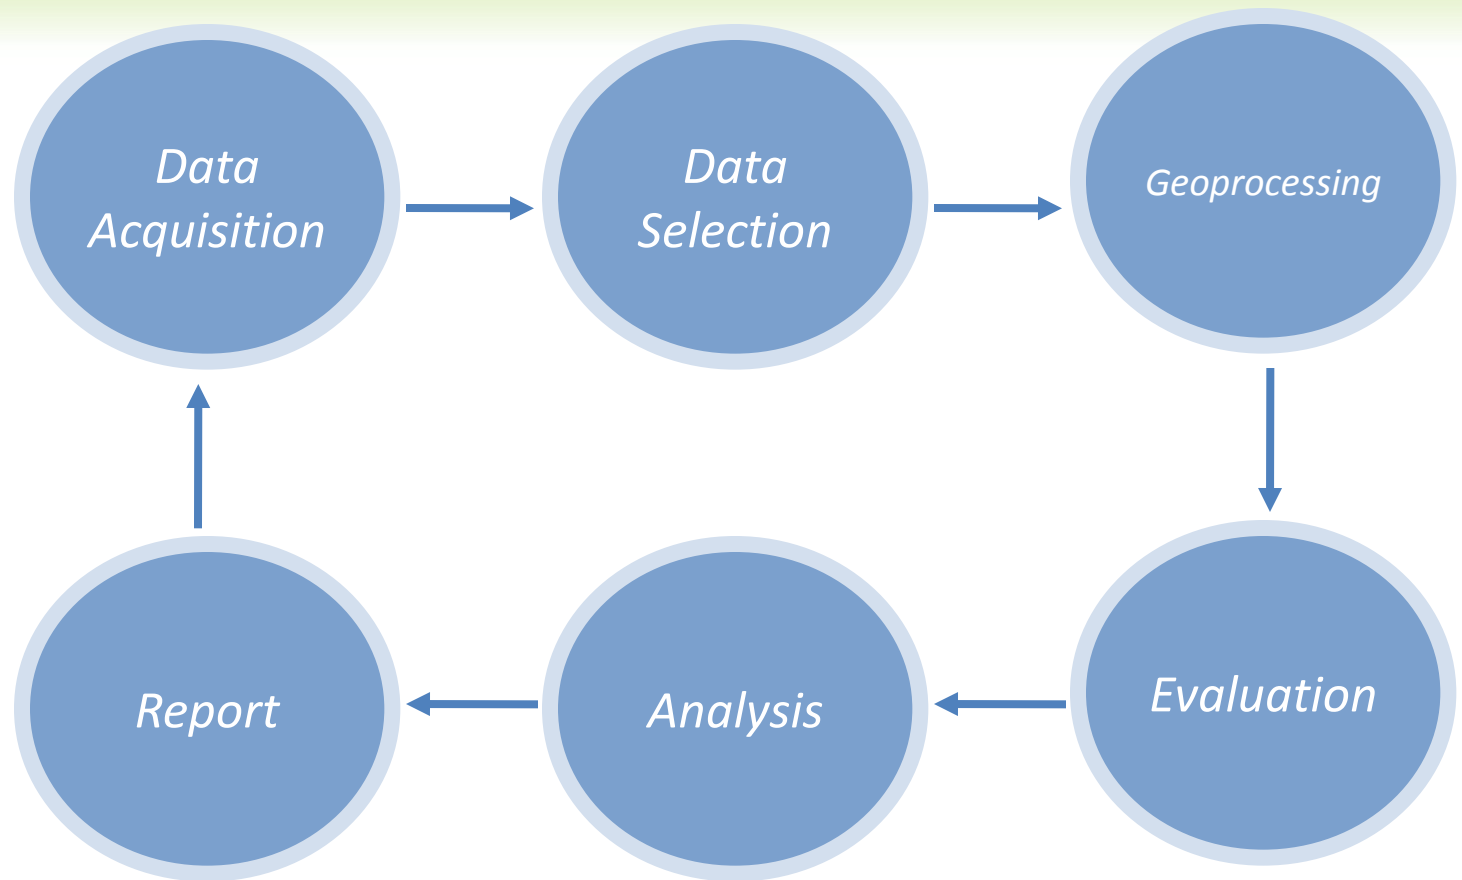 Data
Acquisition
Data
Selection
Geoprocessing
Evaluation
Analysis
Report